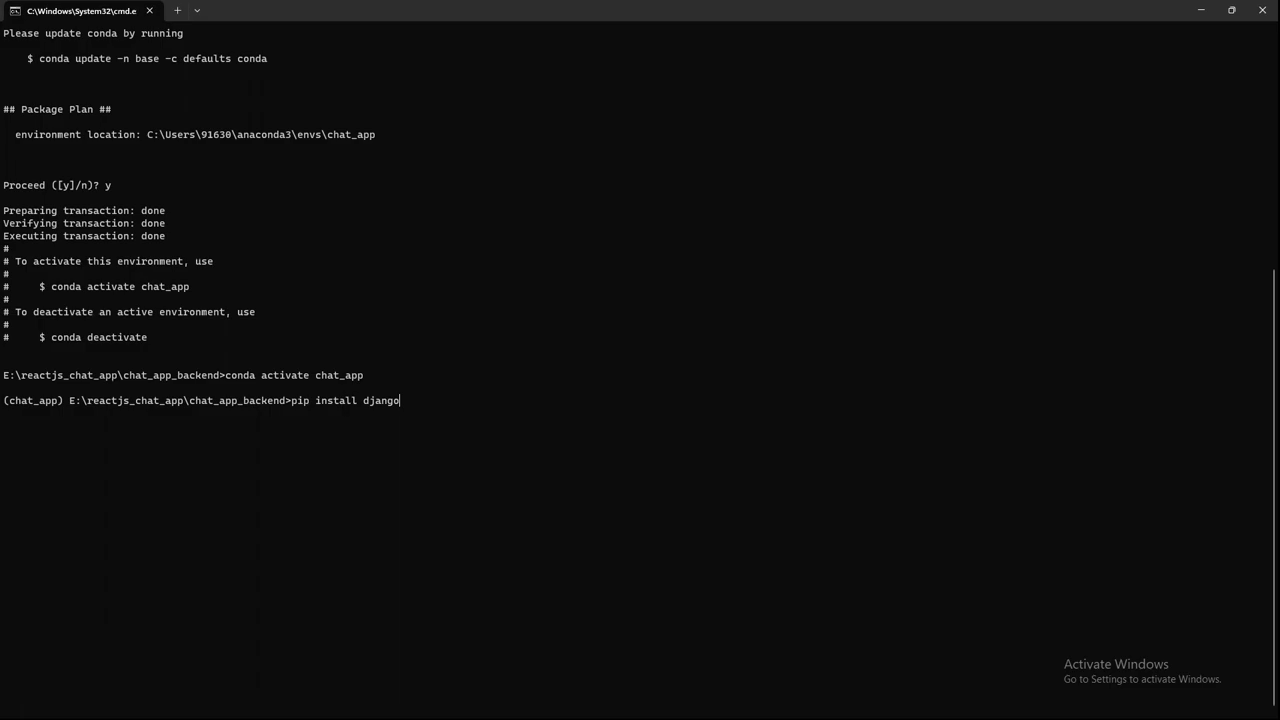 C:\Windows\System32\cmd.e
Please update conda by running
$ conda update -n base -c defaults conda
## Package Plan ##
environment location: C:\Users\91630\anaconda3\envs\chat_app
Proceed ([y]/n)? y
Preparing transaction: done
Verifying transaction: done
Executing transaction: done
#
# To activate this environment, use
#
# $ conda activate chat_app
#
# To deactivate an active environment, use
#
# $ conda deactivate
E:\reactjs_chat_app\chat_app_backend>conda activate chat_app
(chat_app) E:\reactjs_chat_app\chat_app_backend>pip install django
Activate Windows
Go to Settings to activate Windows.